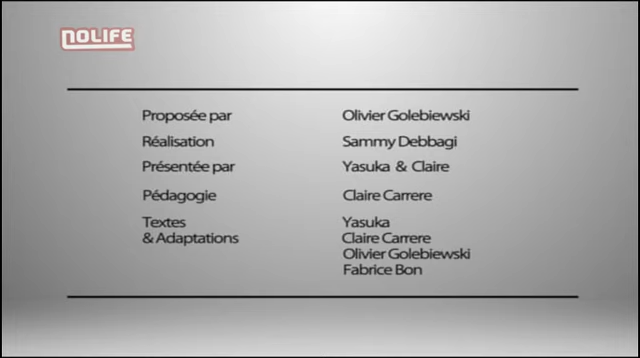 NOLIFE
Proposée par Olivier Golebiewski
Réalisation Sammy Debbagi
Présentée par Yasuka & Claire
Pédagogie Claire Carrere
Textes Yasuka
& Adaptations Claire Carrere
Olivier Golebiewski
Fabrice Bon